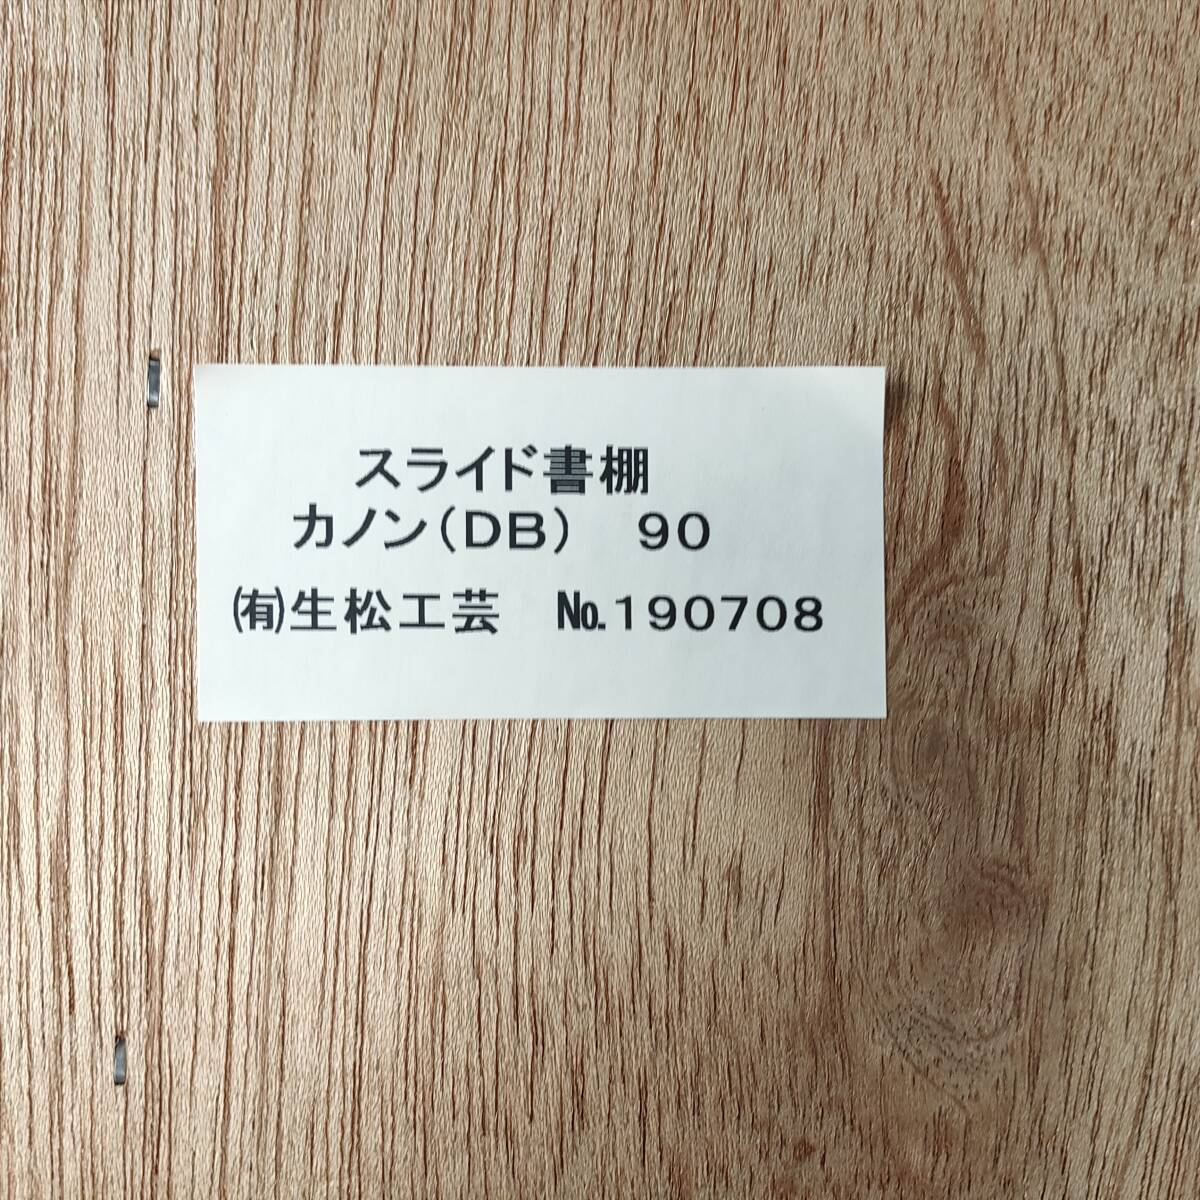 スライド書棚
カノン(DB)　90
㈲生松工芸　№190708